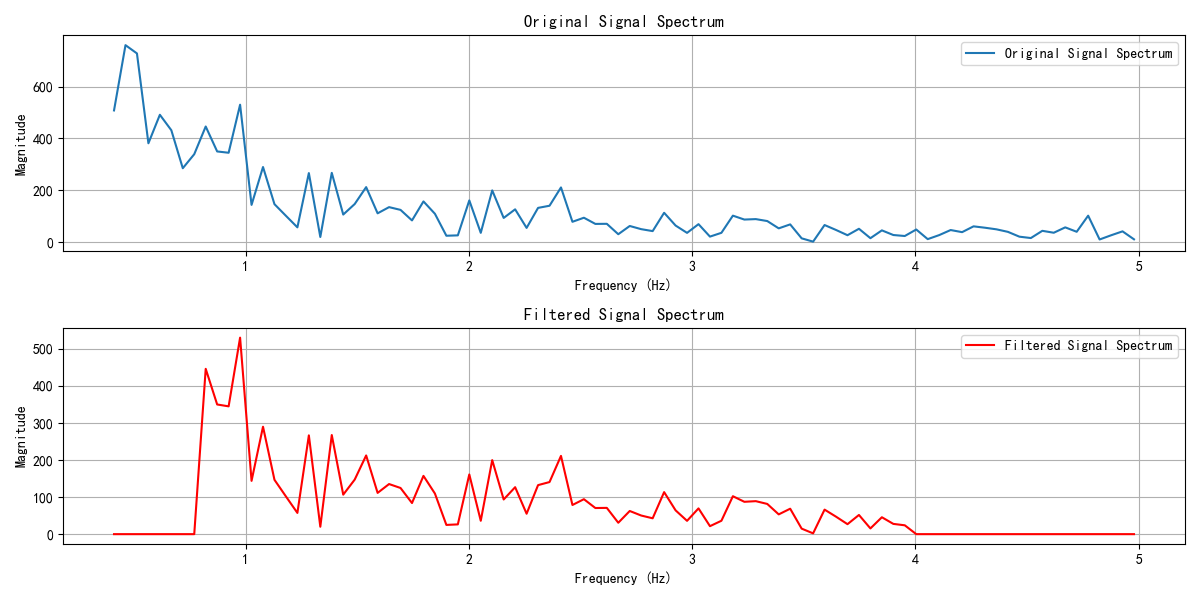 Original Signal Spectrum
Original Signal Spectrum
Magnitude
600
400
200
0
1 2 3 4 5
Frequency (Hz)
Filtered Signal Spectrum
Filtered Signal Spectrum
Magnitude
500
400
300
200
100
0
1 2 3 4 5
Frequency (Hz)